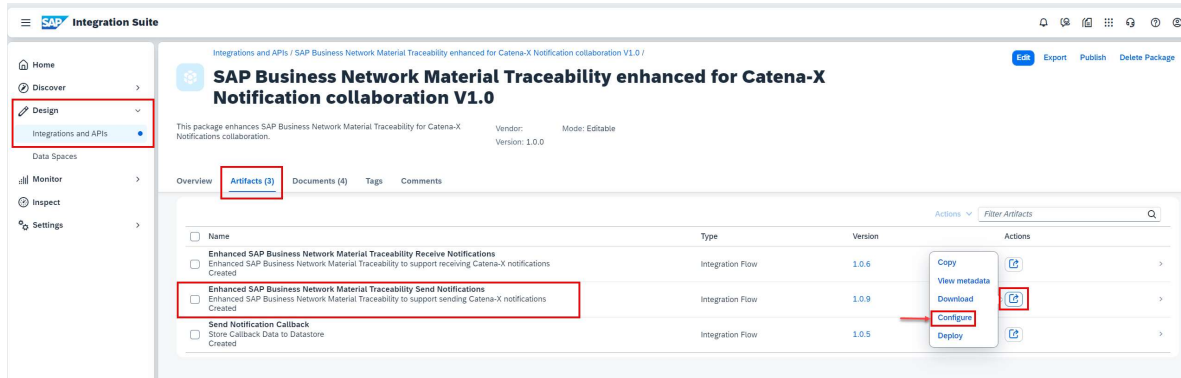 SAP Integration Suite
Home
Discover
Design
Integrations and APIs
Data Spaces
Monitor
Inspect
Settings
Integrations and APIs / SAP Business Network Material Traceability enhanced for Catena-X Notification collaboration V1.0 /
SAP Business Network Material Traceability enhanced for Catena-X
Notification collaboration V1.0
Edit Export Publish Delete Package
This package enhances SAP Business Network Material Traceability for Catena-X
Notifications collaboration.
Vendor: Mode: Editable
Version: 1.0.0
Overview Artifacts (3) Documents (4) Tags Comments
Actions Filter Artifacts
Name Type Version Actions
Enhanced SAP Business Network Material Traceability Receive Notifications
Enhanced SAP Business Network Material Traceability to support receiving Catena-X notifications
Created
Integration Flow 1.0.6
Enhanced SAP Business Network Material Traceability Send Notifications
Enhanced SAP Business Network Material Traceability to support sending Catena-X notifications
Created
Integration Flow 1.0.9
Send Notification Callback
Store Callback Data to Datastore
Created
Integration Flow 1.0.5
Copy
View metadata
Download
Configure
Deploy